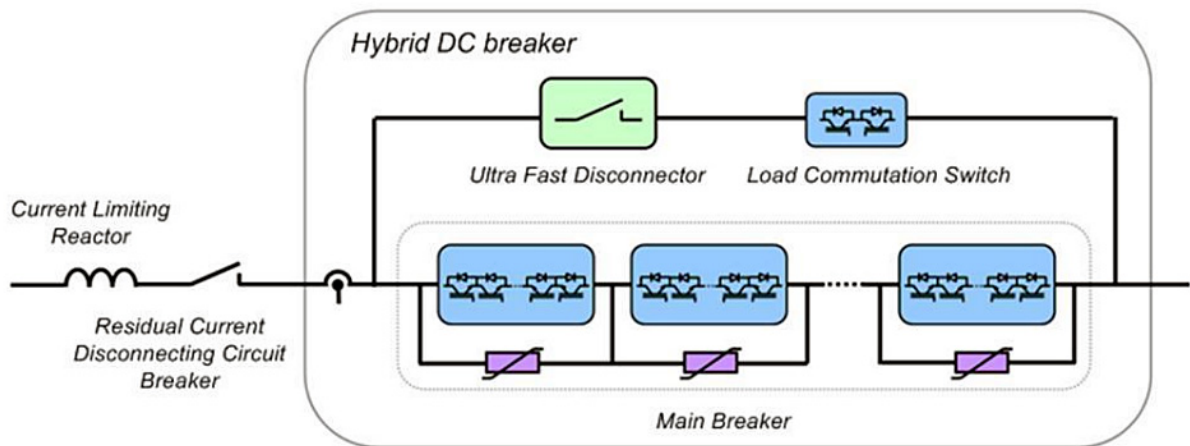 Hybrid DC breaker
Ultra Fast Disconnector
Load Commutation Switch
Current Limiting
Reactor
Residual Current
Disconnecting Circuit
Breaker
Main Breaker